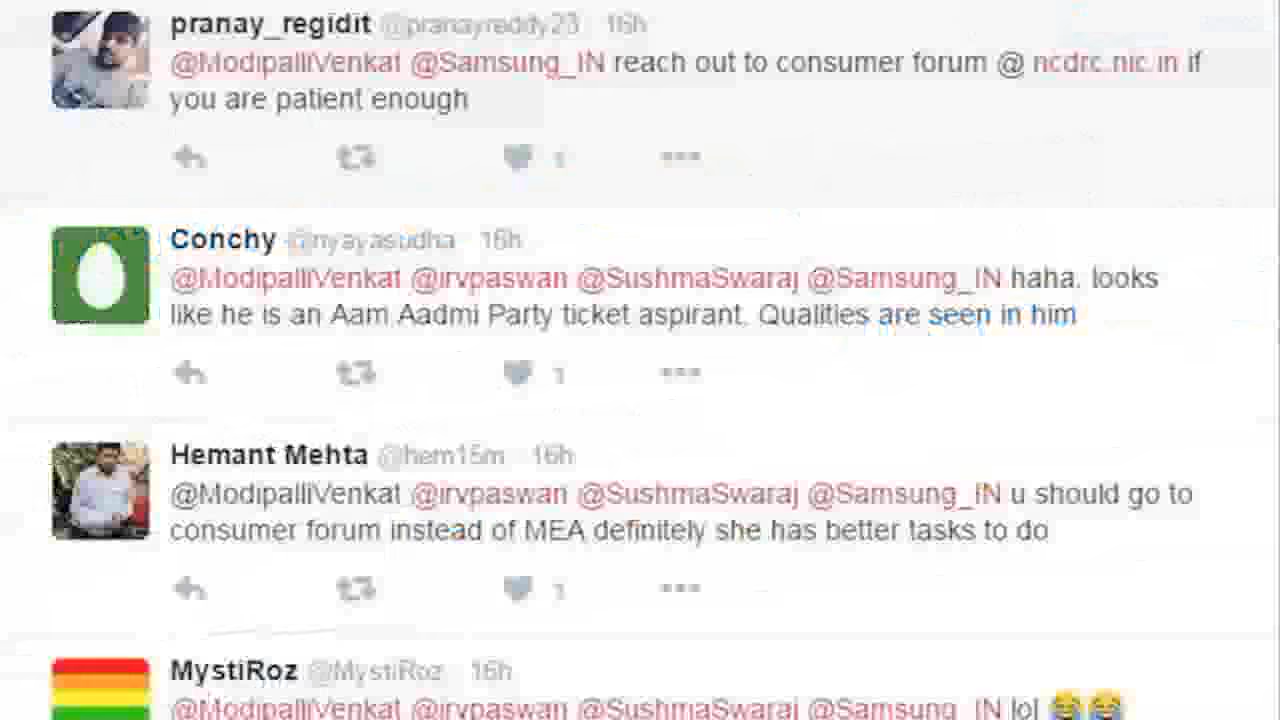 pranay_regidit @pranayreddy23 · 16h
@ModipalliVenkat @Samsung_IN reach out to consumer forum @ ncdrc.nic.in if
you are patient enough
1
Conchy @nyayasudha · 16h
@ModipalliVenkat @irvpaswan @SushmaSwaraj @Samsung_IN haha. looks
like he is an Aam Aadmi Party ticket aspirant. Qualities are seen in him
1
Hemant Mehta @hem15m · 16h
@ModipalliVenkat @irvpaswan @SushmaSwaraj @Samsung_IN u should go to
consumer forum instead of MEA definitely she has better tasks to do
1
MystiRoz @MystiRoz · 16h
@ModipalliVenkat @irvpaswan @SushmaSwaraj @Samsung_IN lol 😂😂